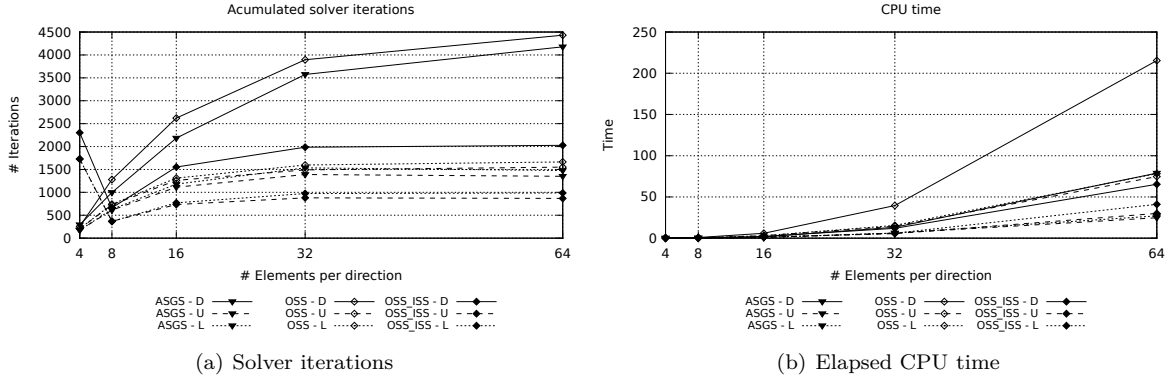 Acumulated solver iterations
4500
4000
3500
3000
2500
2000
1500
1000
500
0
# Iterations
4 8 16 32 64
# Elements per direction
ASGS - D OSS - D OSS_ISS - D
ASGS - U OSS - U OSS_ISS - U
ASGS - L OSS - L OSS_ISS - L
(a) Solver iterations
CPU time
250
200
150
100
50
0
Time
4 8 16 32 64
# Elements per direction
ASGS - D OSS - D OSS_ISS - D
ASGS - U OSS - U OSS_ISS - U
ASGS - L OSS - L OSS_ISS - L
(b) Elapsed CPU time